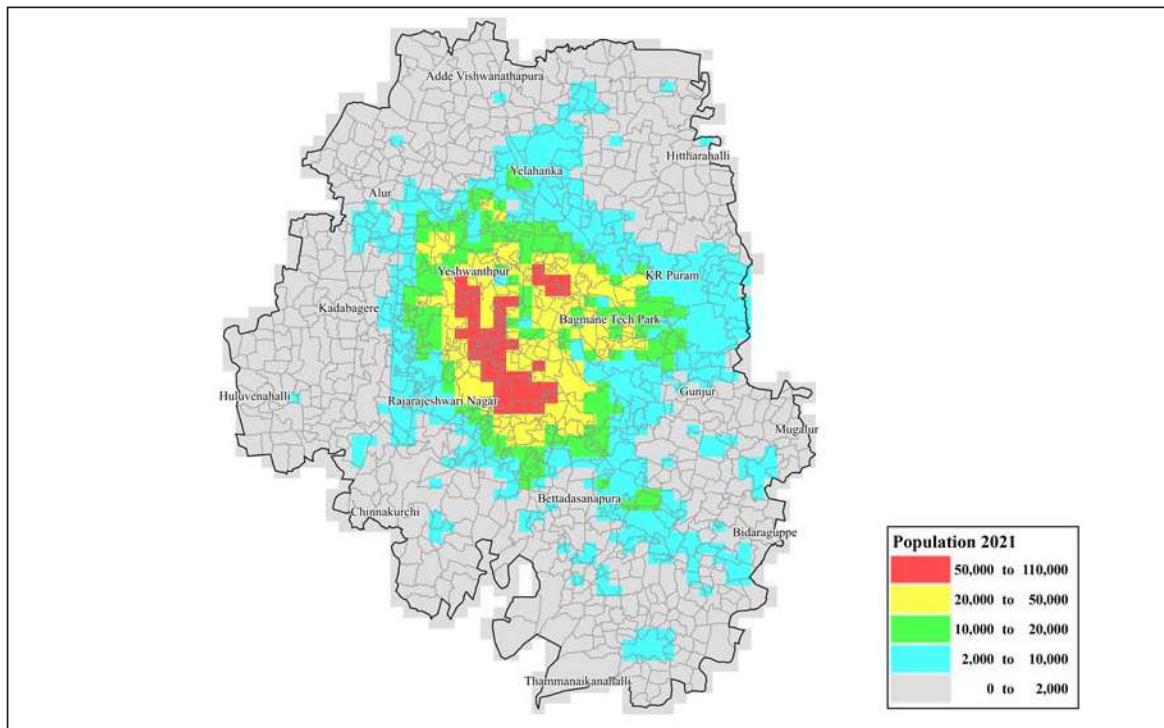 Adde Vishwanathapura
Hittharahalli
Yelahanka
Alur
Yeshwanthpur
KR Puram
Kadabagere
Bagmane Tech Park
Gunjur
Huluvenahalli
Rajarajeshwari Nagar
Mugalur
Bettadasanapura
Chinnakurchi
Bidaraguppe
Thammanaikanahalli
Population 2021
50,000 to 110,000
20,000 to 50,000
10,000 to 20,000
2,000 to 10,000
0 to 2,000